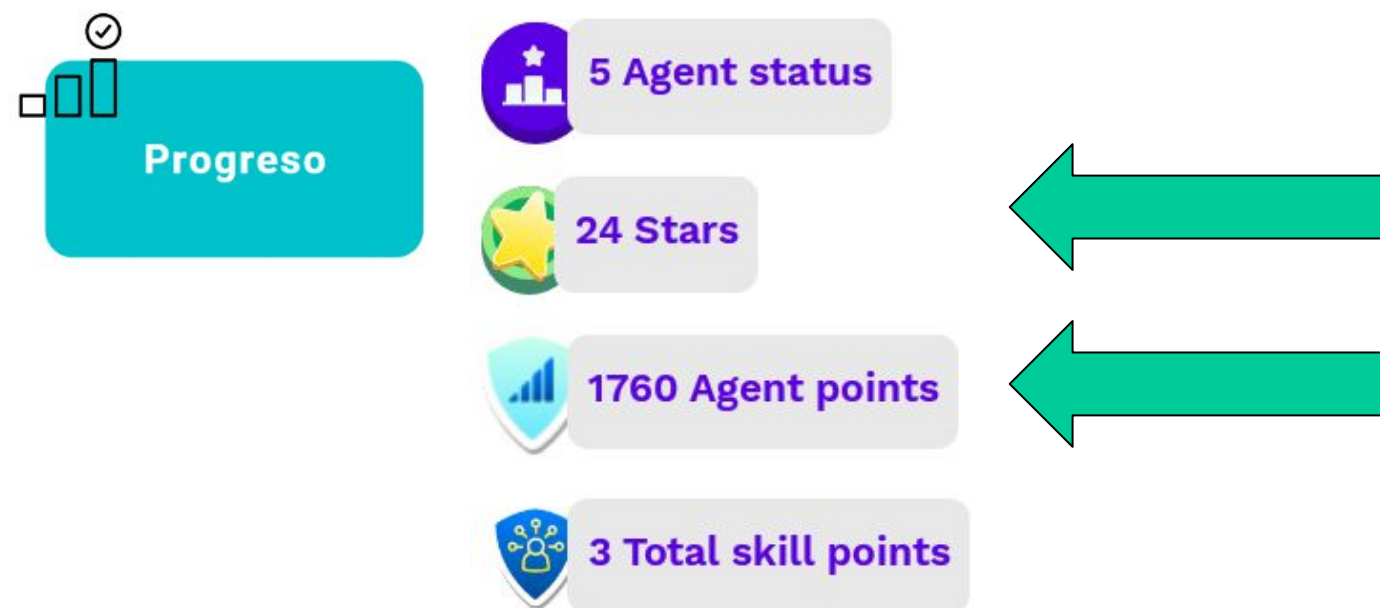 Progreso
5 Agent status
24 Stars
1760 Agent points
3 Total skill points